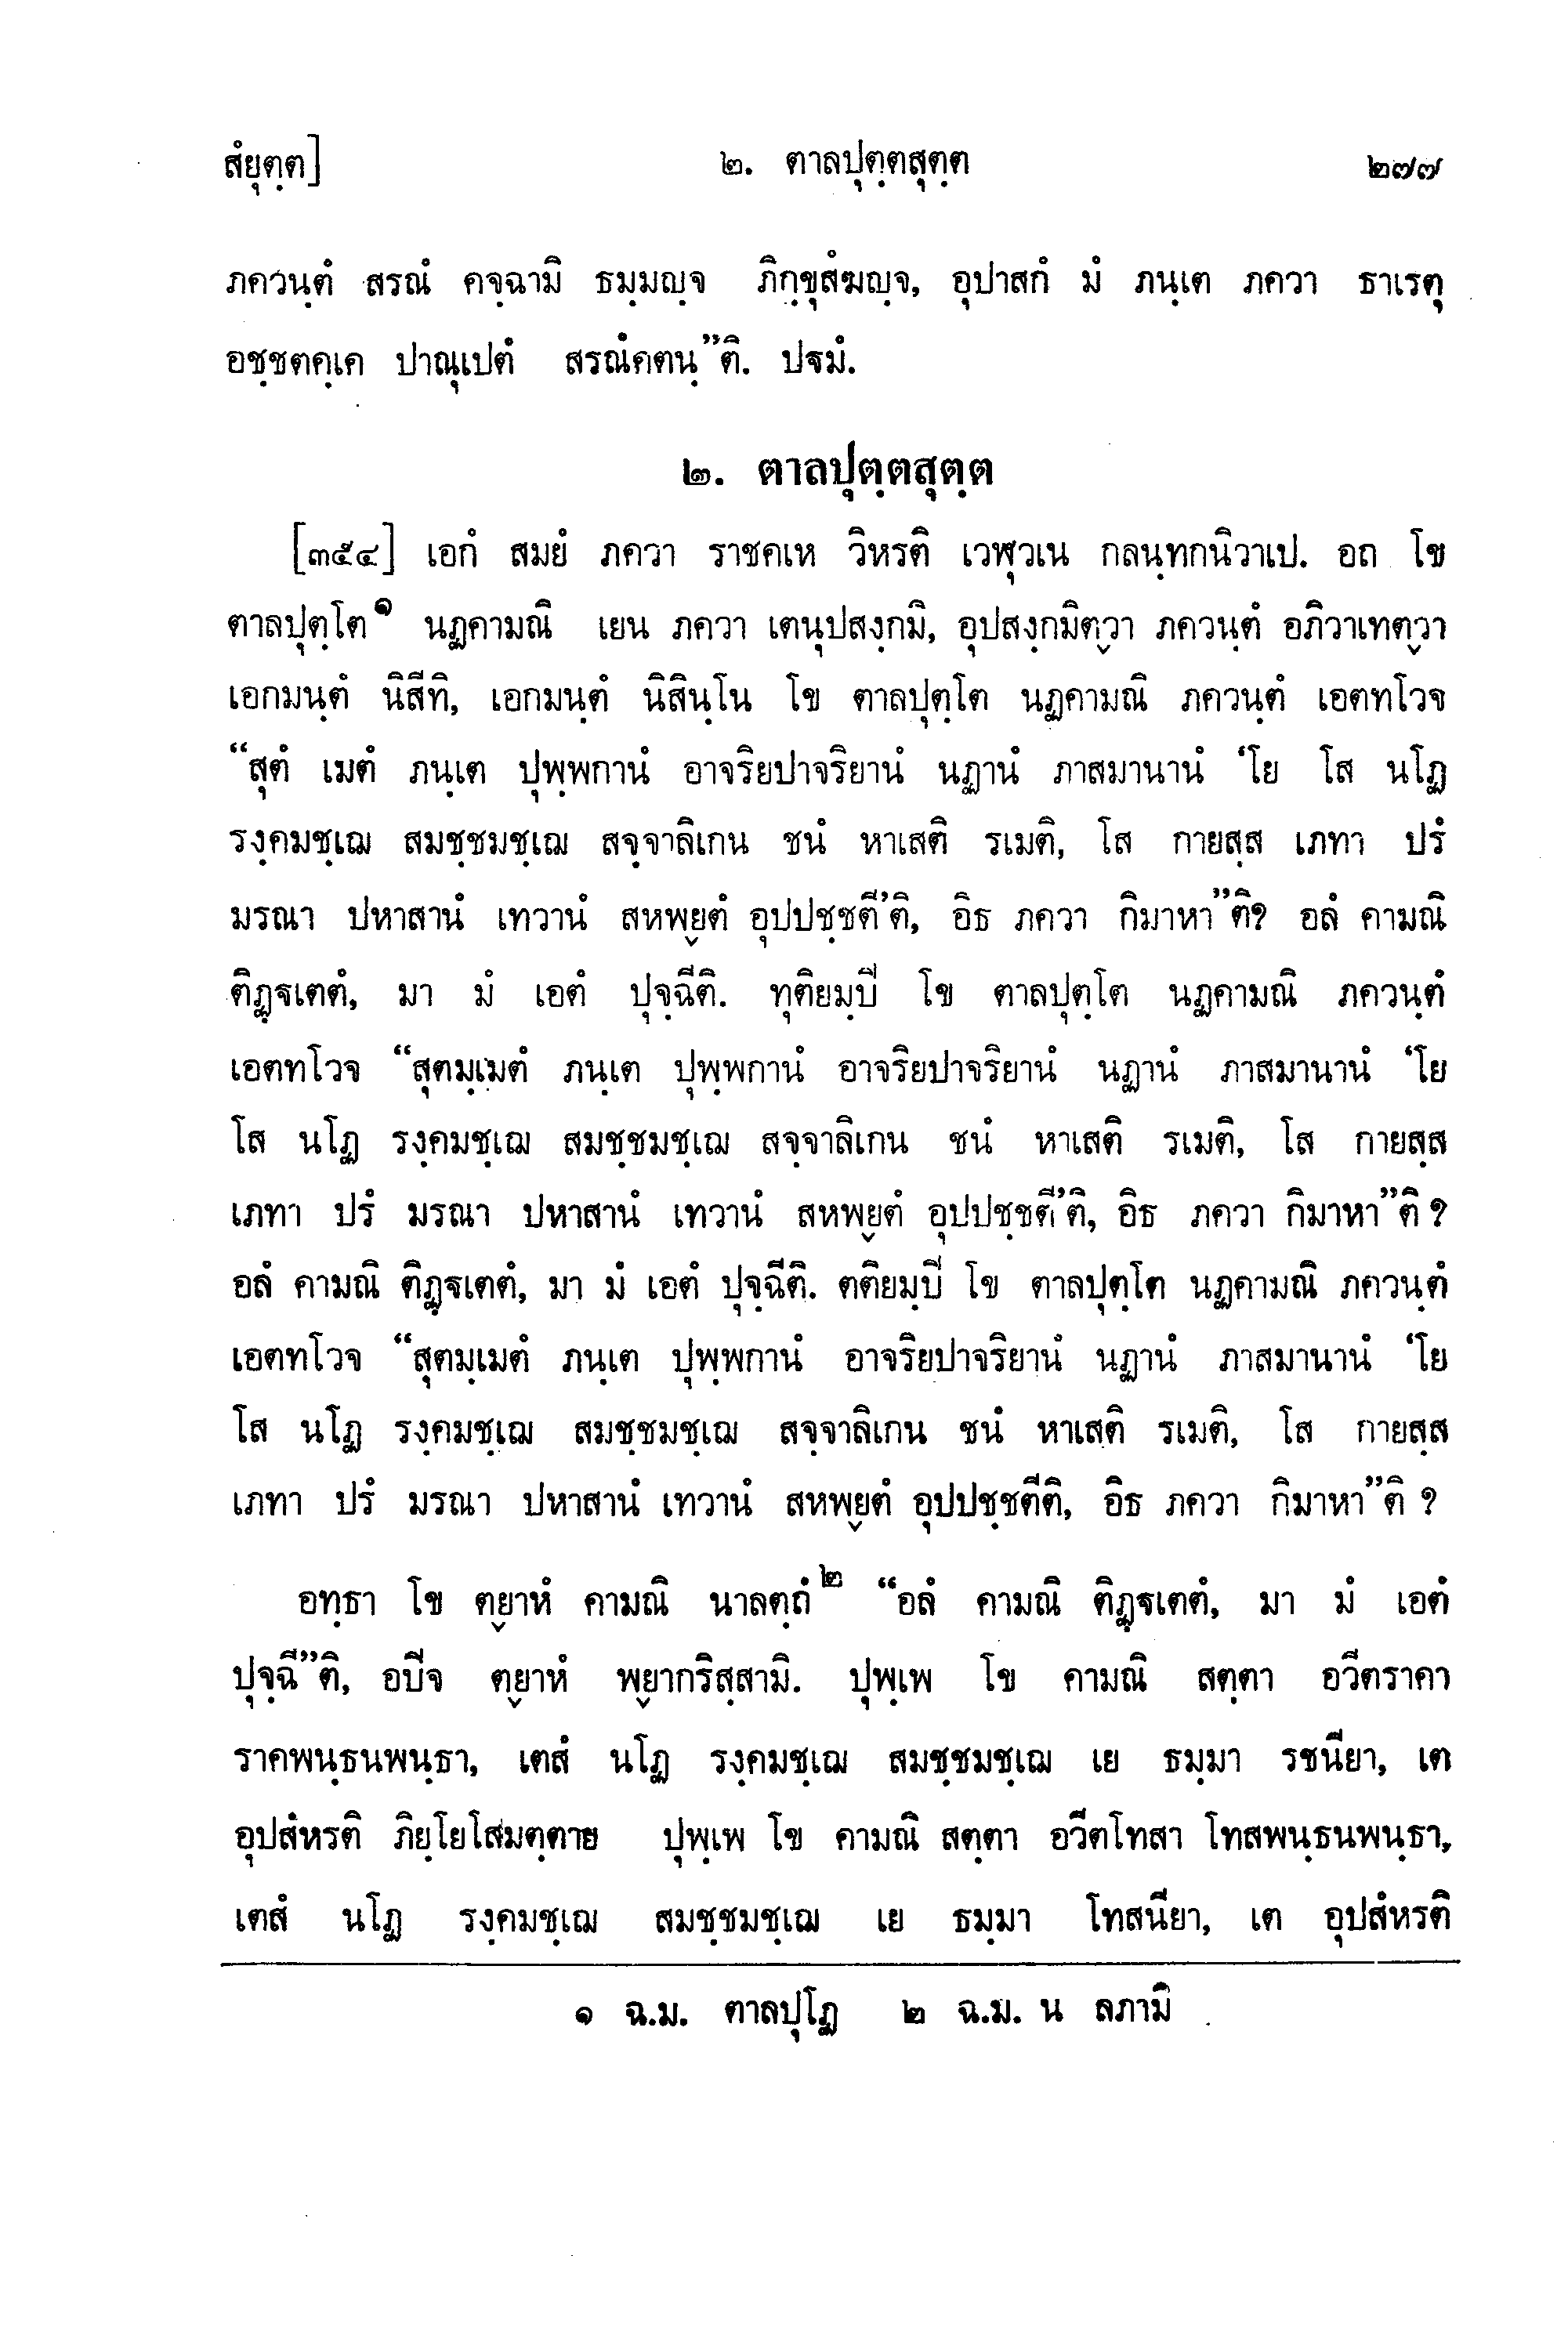 สํยุตฺต] ๒. ตาลปุตฺตสุตฺต ๒๗๗
ภควนฺตํ สรณํ คจฺฉามิ ธมฺมญฺจ ภิกฺขุสํฆญฺจ, อุปาสกํ มํ ภนฺเต ภควา ธาเรตุ
อชฺชตคฺเค ปาณุเปตํ สรณํคตนฺ”ติ. ปฐมํ.
๒. ตาลปุตฺตสุตฺต
[๓๕๔] เอกํ สมยํ ภควา ราชคเห วิหรติ เวฬุวเน กลนฺทกนิวาเป. อถ โข
ตาลปุตฺโต๑ นฏคามณิ เยน ภควา เตนุปสงฺกมิ, อุปสงฺกมิตฺวา ภควนฺตํ อภิวาเทตฺวา
เอกมนฺตํ นิสีทิ, เอกมนฺตํ นิสินฺโน โข ตาลปุตฺโต นฏคามณิ ภควนฺตํ เอตทโวจ
“สุตํ เมตํ ภนฺเต ปุพฺพกานํ อาจริยปาจริยานํ นฏานํ ภาสมานานํ ‘โย โส นโฏ
รงฺคมชฺเฌ สมชฺชมชฺเฌ สจฺจาลิเกน ชนํ หาเสติ รเมติ, โส กายสฺส เภทา ปรํ
มรณา ปหาสานํ เทวานํ สหพฺยตํ อุปปชฺชตี’ติ, อิธ ภควา กิมาหา”ติ? อลํ คามณิ
ติฏฺฐเตตํ, มา มํ เอตํ ปุจฺฉีติ. ทุติยมฺปิ โข ตาลปุตฺโต นฏคามณิ ภควนฺตํ
เอตทโวจ “สุตมฺเมตํ ภนฺเต ปุพฺพกานํ อาจริยปาจริยานํ นฏานํ ภาสมานานํ ‘โย
โส นโฏ รงฺคมชฺเฌ สมชฺชมชฺเฌ สจฺจาลิเกน ชนํ หาเสติ รเมติ, โส กายสฺส
เภทา ปรํ มรณา ปหาสานํ เทวานํ สหพฺยตํ อุปปชฺชตี’ติ, อิธ ภควา กิมาหา”ติ ?
อลํ คามณิ ติฏฺฐเตตํ, มา มํ เอตํ ปุจฺฉีติ. ตติยมฺปิ โข ตาลปุตฺโต นฏคามณิ ภควนฺตํ
เอตทโวจ “สุตมฺเมตํ ภนฺเต ปุพฺพกานํ อาจริยปาจริยานํ นฏานํ ภาสมานานํ ‘โย
โส นโฏ รงฺคมชฺเฌ สมชฺชมชฺเฌ สจฺจาลิเกน ชนํ หาเสติ รเมติ, โส กายสฺส
เภทา ปรํ มรณา ปหาสานํ เทวานํ สหพฺยตํ อุปปชฺชตีติ, อิธ ภควา กิมาหา”ติ ?
อทฺธา โข ตฺยาหํ คามณิ นาลตฺถํ๒ “อลํ คามณิ ติฏฺฐเตตํ, มา มํ เอตํ
ปุจฺฉี”ติ, อปิจ ตฺยาหํ พฺยากริสฺสามิ. ปุพฺเพ โข คามณิ สตฺตา อวีตราคา
ราคพนฺธนพนฺธา, เตสํ นโฏ รงฺคมชฺเฌ สมชฺชมชฺเฌ เย ธมฺมา รชนียา, เต
อุปสํหรติ ภิยฺโยโสมตฺตาย ปุพฺเพ โข คามณิ สตฺตา อวีตโทสา โทสพนฺธนพนฺธา,
เตสํ นโฏ รงฺคมชฺเฌ สมชฺชมชฺเฌ เย ธมฺมา โทสนียา, เต อุปสํหรติ
๑ ฉ.ม. ตาลปุโฏ ๒ ฉ.ม. น ลภามิ